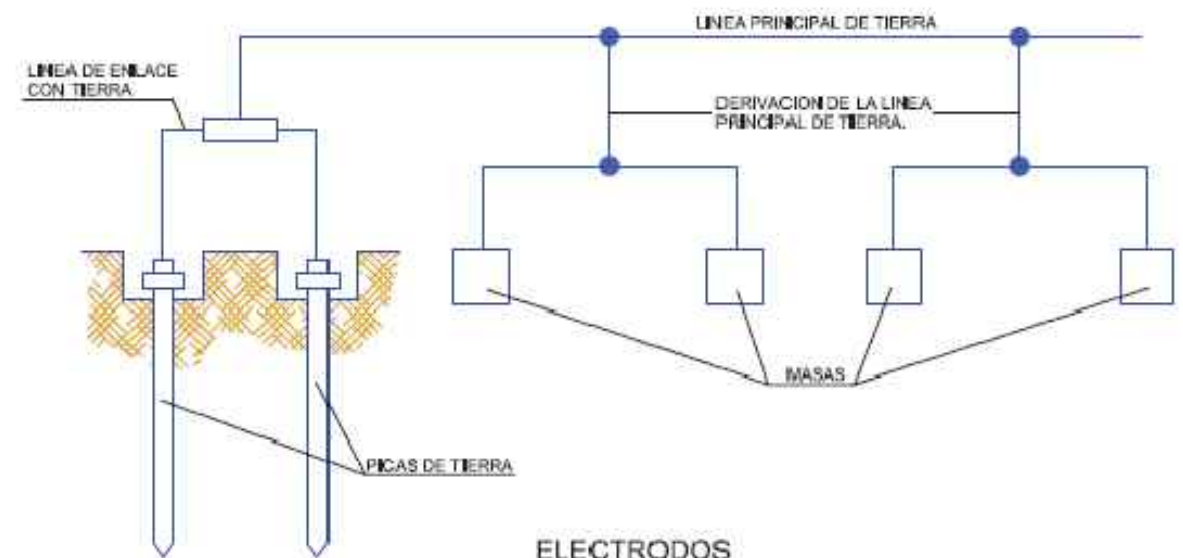 LINEA PRINICIPAL DE TIERRA
LINEA DE ENLACE
CON TIERRA
DERIVACION DE LA LINEA
PRINCIPAL DE TIERRA.
MASAS
PICAS DE TIERRA
ELECTRODOS